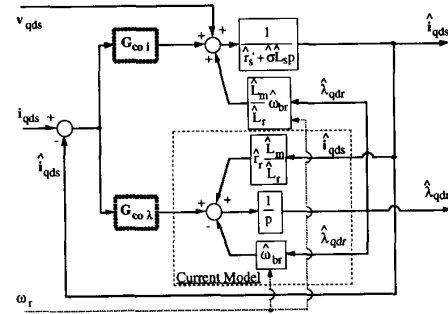 v_qds
G_co i
+
+
+
1
r̂_s' + σ̂L̂_s p
î_qds
i_qds
+
-
î_qds
L̂_m
L̂_r
ω̂_br
λ̂_qdr
r̂_r
L̂_m
L̂_r
î_qds
G_co λ
+
+
+
-
1
p
λ̂_qdr
ω̂_br
λ̂_qdr
Current Model
ω_r